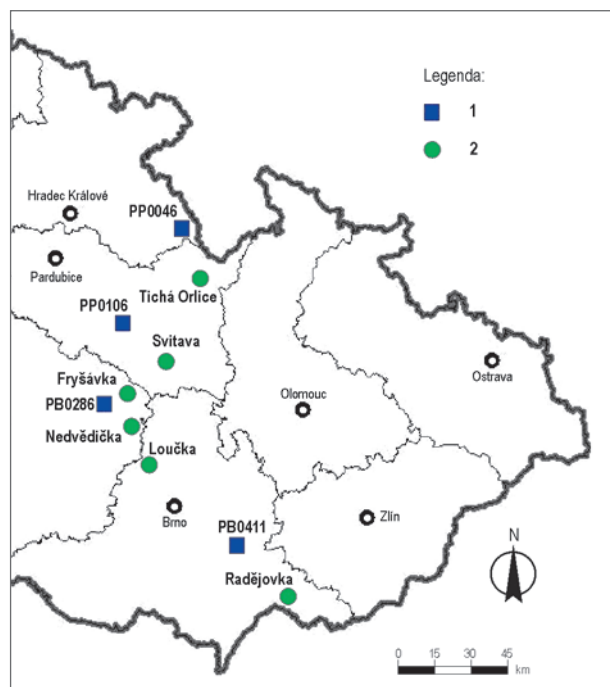 Legenda:
1
2
Hradec Králové
PP0046
Pardubice
Tichá Orlice
PP0106
Svitava
Ostrava
Fryšávka
PB0286
Olomouc
Nedvědička
Loučka
Brno
Zlín
PB0411
N
Radějovka
0 15 30 45
km